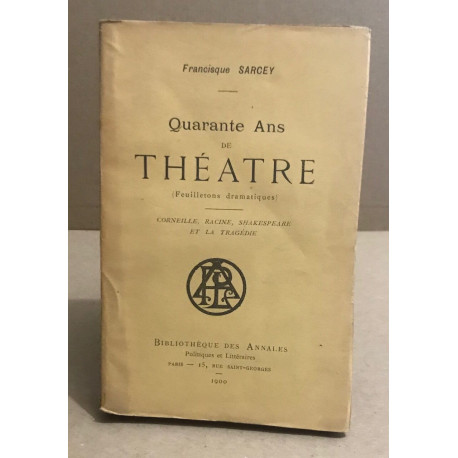 Francisque SARCEY
Quarante Ans
DE
THÉATRE
(Feuilletons dramatiques)
CORNEILLE, RACINE, SHAKESPEARE
ET LA TRAGÉDIE
BIBLIOTHÈQUE DES ANNALES
Politiques et Littéraires
PARIS — 15, RUE SAINT-GEORGES
1900